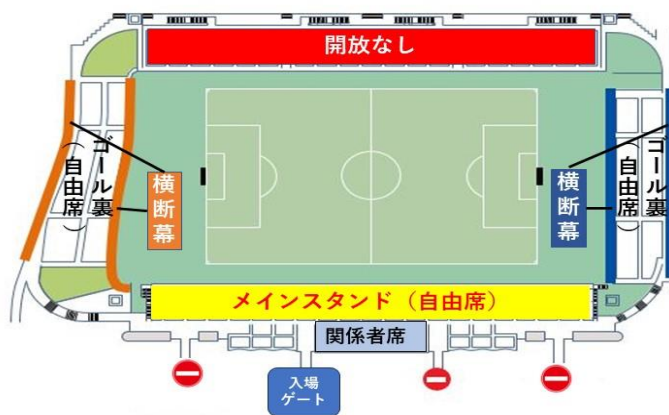 開放なし
ゴール裏
（自由席）
横断幕
横断幕
ゴール裏
（自由席）
メインスタンド（自由席）
関係者席
入場
ゲート